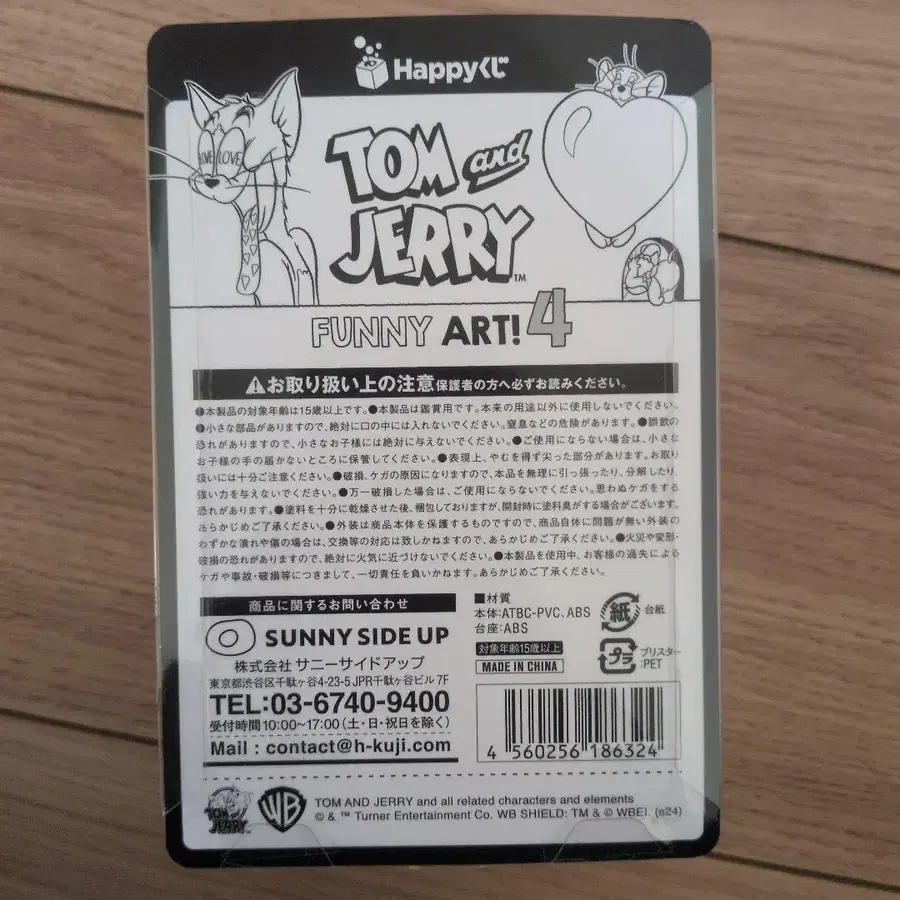 Happyくじ
LOVE LOVE
TOM and
JERRY™
FUNNY ART! 4
⚠お取り扱い上の注意 保護者の方へ必ずお読みください。
●本製品の対象年齢は15歳以上です。●本製品は鑑賞用です。本来の用途以外に使用しないでください。
●小さな部品がありますので、絶対に口の中には入れないでください。窒息などの危険があります。●誤飲の
恐れがありますので、小さなお子様には絶対に与えないでください。●ご使用にならない場合は、小さな
お子様の手の届かないところに保管してください。●表現上、やむを得ず尖った部分があります。お取り
扱いには十分ご注意ください。●破損、ケガの原因になりますので、本品を無理に引っ張ったり、分解したり、
強い力を与えないでください。●万一破損した場合は、ご使用にならないでください。思わぬケガをする
恐れがあります。●塗料を十分に乾燥させた後、梱包しておりますが、開封時に塗料臭がする場合がございます。
あらかじめご了承ください。●外装は商品本体を保護するものですので、商品自体に問題が無い外装の
わずかな潰れや傷の場合は、交換等の対応は致しかねますので、あらかじめご了承ください。●火災や変形・
破損の恐れがありますので、絶対に火気に近づけないでください。●本製品を使用中、お客様の過失による
ケガや事故・破損等につきまして、一切責任を負いかねます。あらかじめご了承ください。
商品に関するお問い合わせ
SUNNY SIDE UP
株式会社 サニーサイドアップ
東京都渋谷区千駄ヶ谷4-23-5 JPR千駄ヶ谷ビル 7F
TEL:03-6740-9400
受付時間 10:00~17:00(土・日・祝日を除く)
Mail : contact@h-kuji.com
■材質
本体:ATBC-PVC、ABS
台座:ABS
対象年齢15歳以上
MADE IN CHINA
紙 台紙
プラ ブリスター
:PET
4 560256 186324
TOM AND JERRY
WB
TOM AND JERRY and all related characters and elements
© & ™ Turner Entertainment Co. WB SHIELD: TM & © WBEI. (s24)